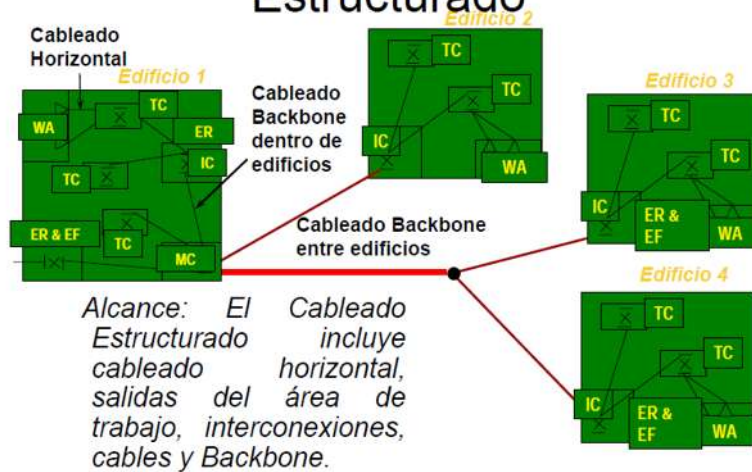 Estructurado
Cableado
Horizontal
Edificio 1
WA
TC
ER
IC
TC
ER & EF
TC
MC
Cableado
Backbone
dentro de
edificios
Edificio 2
TC
TC
IC
WA
Cableado Backbone
entre edificios
Edificio 3
TC
TC
IC
ER &
EF
WA
Edificio 4
TC
TC
IC
ER &
EF
WA
Alcance: El Cableado
Estructurado incluye
cableado horizontal,
salidas del área de
trabajo, interconexiones,
cables y Backbone.